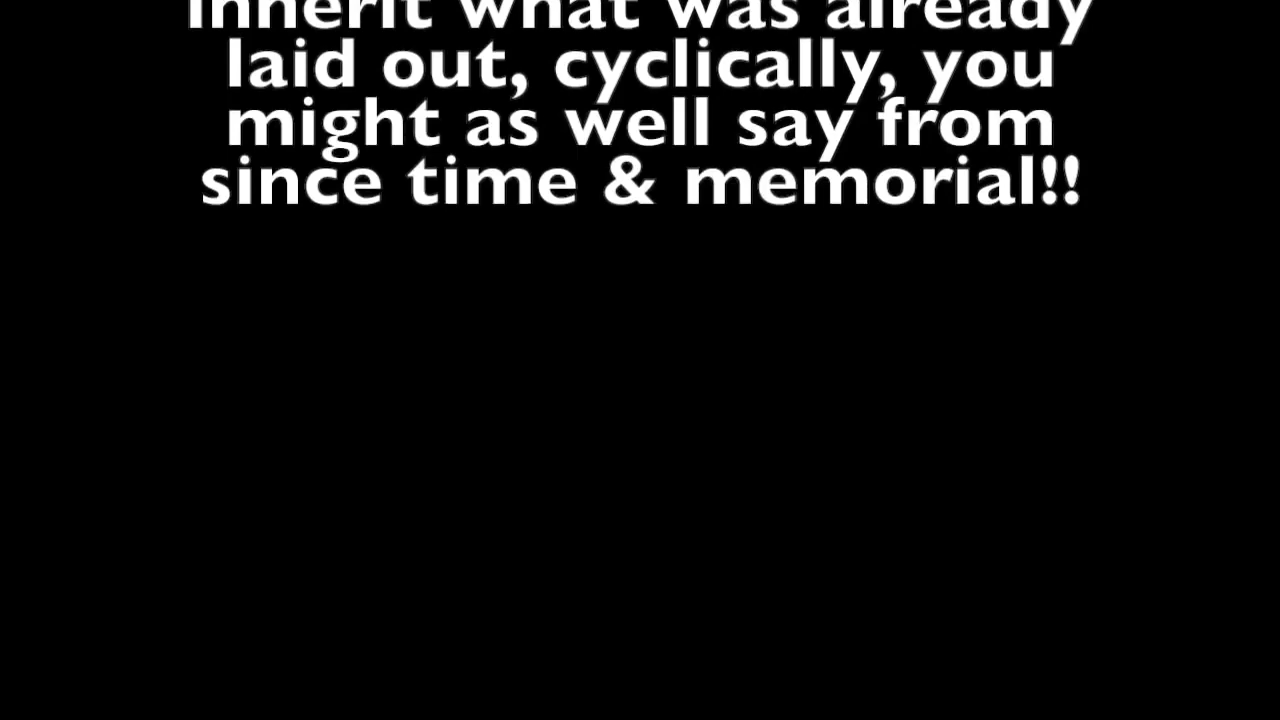 inherit what was already
laid out, cyclically, you
might as well say from
since time & memorial!!